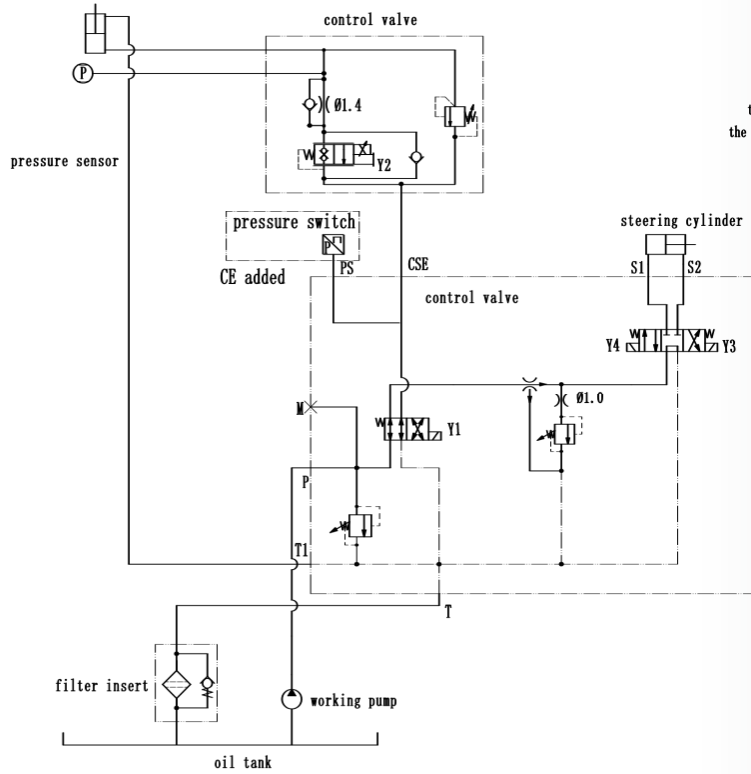 control valve
P
Ø1.4
t
the
pressure sensor
Y2
pressure switch
P
steering cylinder
PS
CSE
S1
S2
CE added
control valve
Y4
Y3
Ø1.0
M
Y1
P
T1
T
filter insert
working pump
oil tank